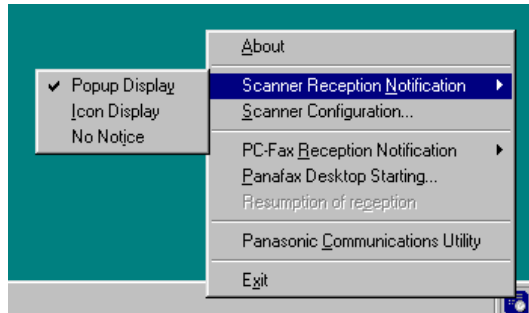 About
Scanner Reception Notification
Scanner Configuration...
PC-Fax Reception Notification
Panafax Desktop Starting...
Resumption of reception
Panasonic Communications Utility
Exit
Popup Display
Icon Display
No Notice